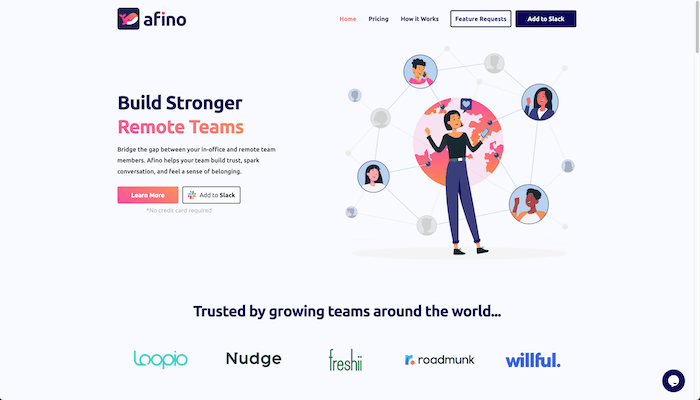 afino
Home Pricing How it Works Feature Requests Add to Slack
Build Stronger
Remote Teams
Bridge the gap between your in-office and remote team
members. Afino helps your team build trust, spark
conversation, and feel a sense of belonging.
Learn More Add to Slack
*No credit card required
Trusted by growing teams around the world...
Loopio Nudge freshii r. roadmunk willful.